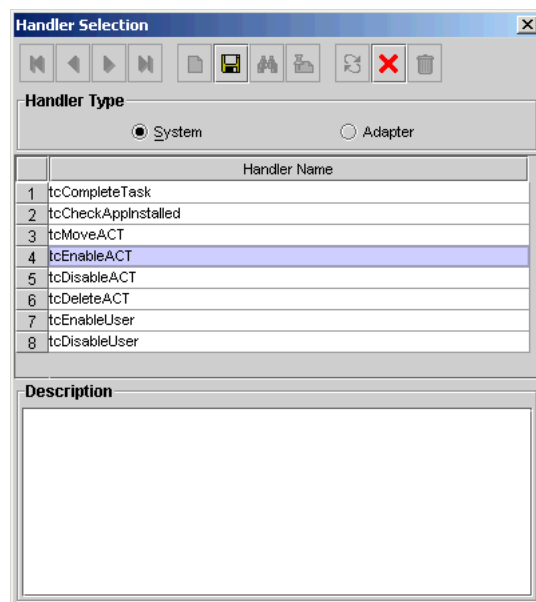 Handler Selection
Handler Type
System
Adapter
Handler Name
1 tcCompleteTask
2 tcCheckAppInstalled
3 tcMoveACT
4 tcEnableACT
5 tcDisableACT
6 tcDeleteACT
7 tcEnableUser
8 tcDisableUser
Description